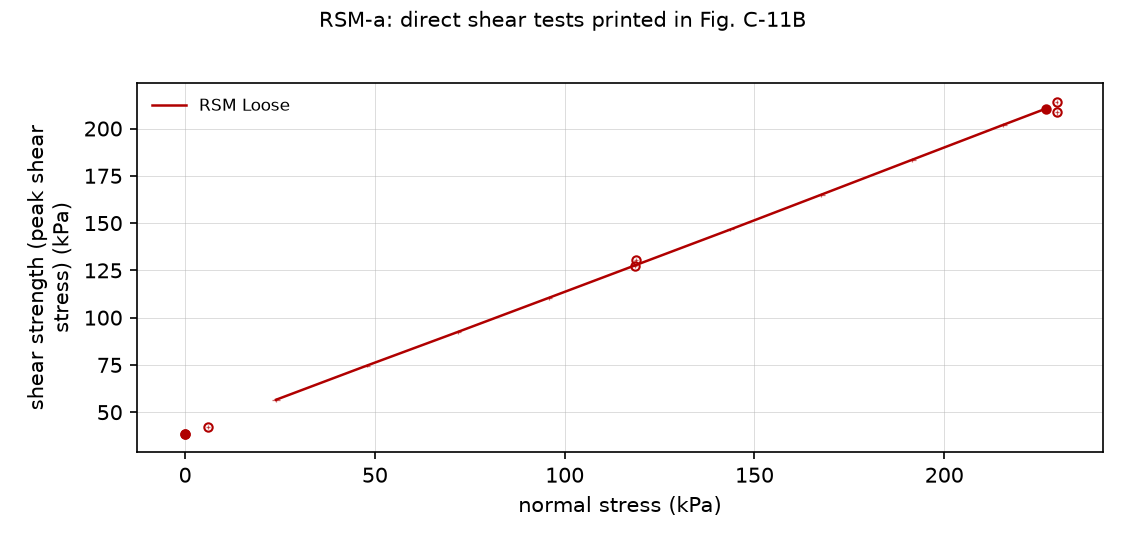 RSM-a: direct shear tests printed in Fig. C-11B
RSM Loose
shear strength (peak shear
stress) (kPa)
200
175
150
125
100
75
50
0 50 100 150 200
normal stress (kPa)